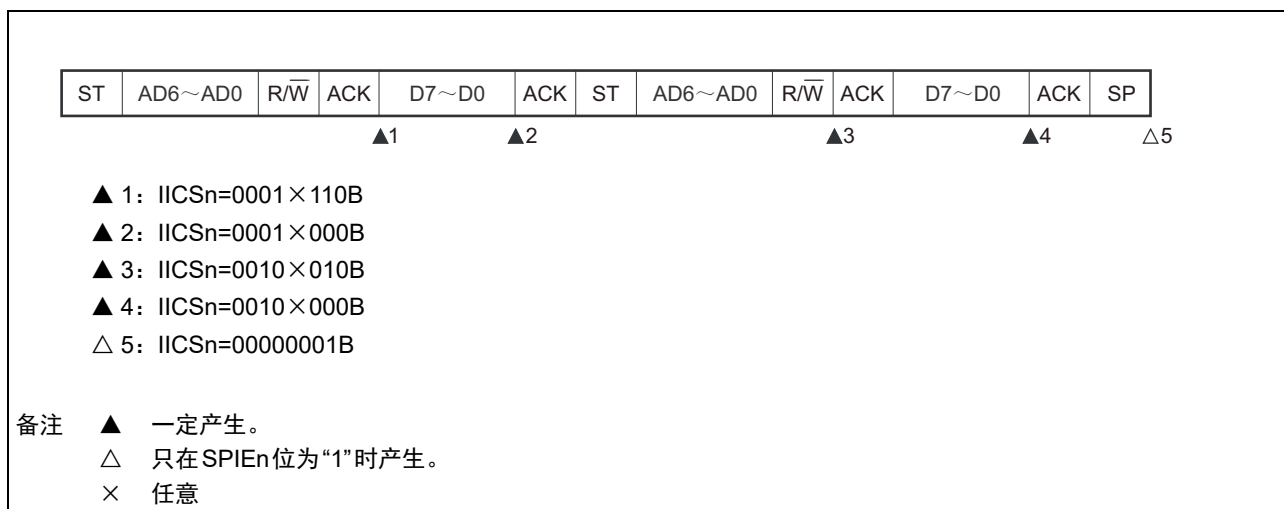 ST AD6～AD0 R/W̅ ACK D7～D0 ACK ST AD6～AD0 R/W̅ ACK D7～D0 ACK SP
▲1 ▲2 ▲3 ▲4 △5
▲ 1：IICSn=0001×110B
▲ 2：IICSn=0001×000B
▲ 3：IICSn=0010×010B
▲ 4：IICSn=0010×000B
△ 5：IICSn=00000001B
备注 ▲ 一定产生。
△ 只在SPIEn位为“1”时产生。
× 任意